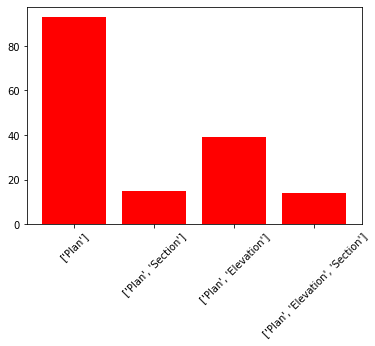 80
60
40
20
0
['Plan']
['Plan', 'Section']
['Plan', 'Elevation']
['Plan', 'Elevation', 'Section']